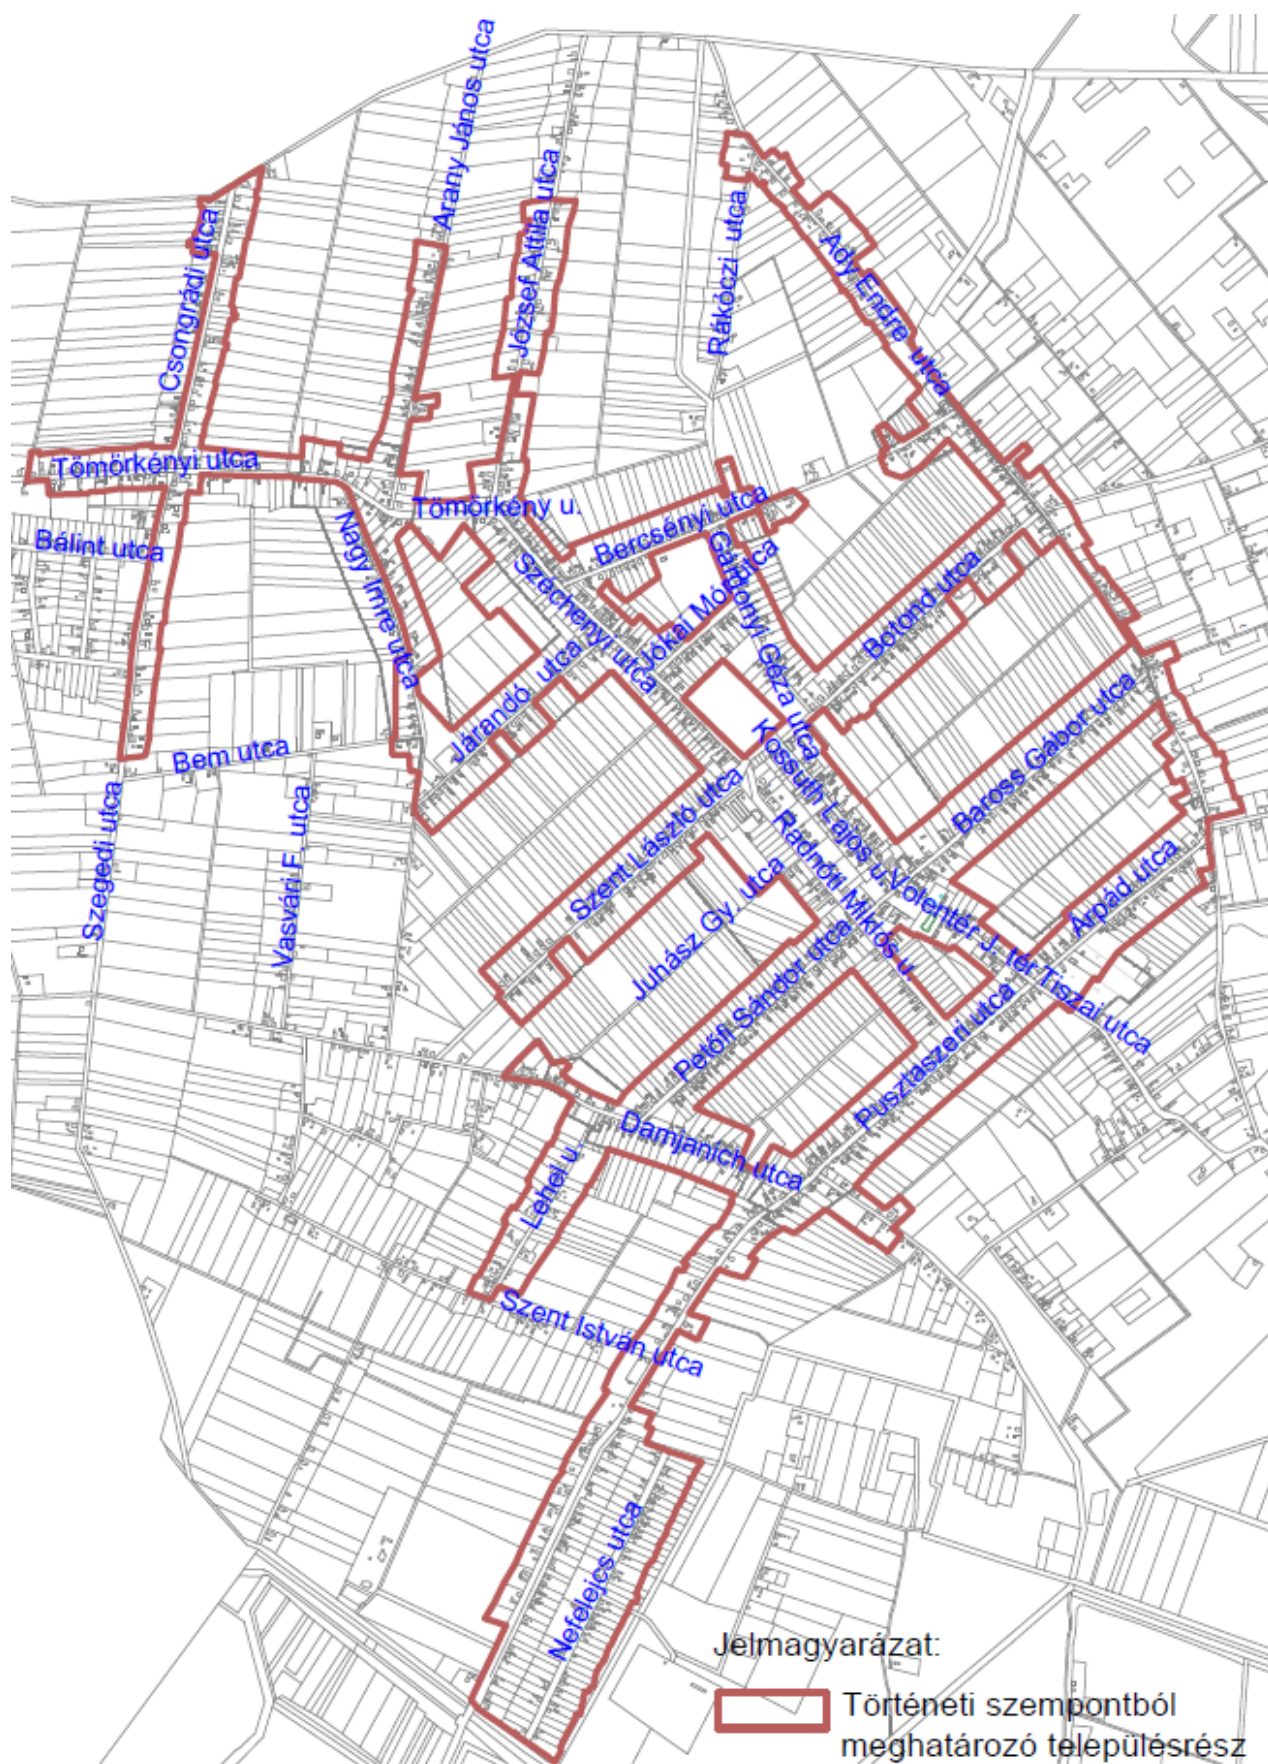 Arany János utca
József Attila utca
Csongrádi utca
Rákóczi utca
Ady Endre utca
Tömörkényi utca
Tömörkény u.
Bálint utca
Nagy Imre utca
Bercsényi utca
Széchenyi utca
Jókai Mór utca
Gárdonyi Géza utca
Botond utca
Járandó utca
Bem utca
Szegedi utca
Vasvári F. utca
Kossuth Lajos u.
Baross Gábor utca
Szent László utca
Radnóti Miklós u.
Juhász Gy. utca
Volentér J. tér
Árpád utca
Tiszai utca
Petőfi Sándor utca
Pusztaszeri utca
Damjanich utca
Lehel u.
Szent István utca
Nefelejcs utca
Jelmagyarázat:
Történeti szempontból
meghatározó településrész